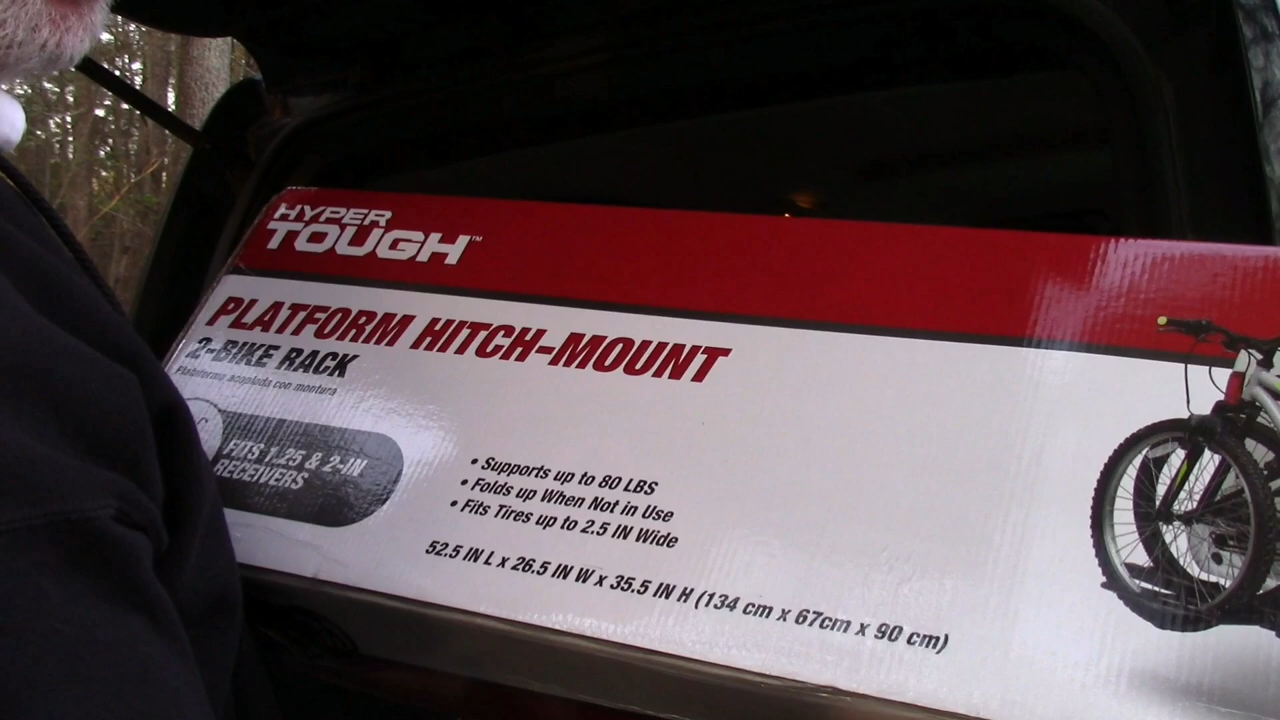 HYPER
TOUGH™
PLATFORM HITCH-MOUNT
2-BIKE RACK
Plataforma acoplada con montura
FITS 1.25 & 2-IN
RECEIVERS
• Supports up to 80 LBS
• Folds up When Not in Use
• Fits Tires up to 2.5 IN Wide
52.5 IN L x 26.5 IN W x 35.5 IN H (134 cm x 67cm x 90 cm)